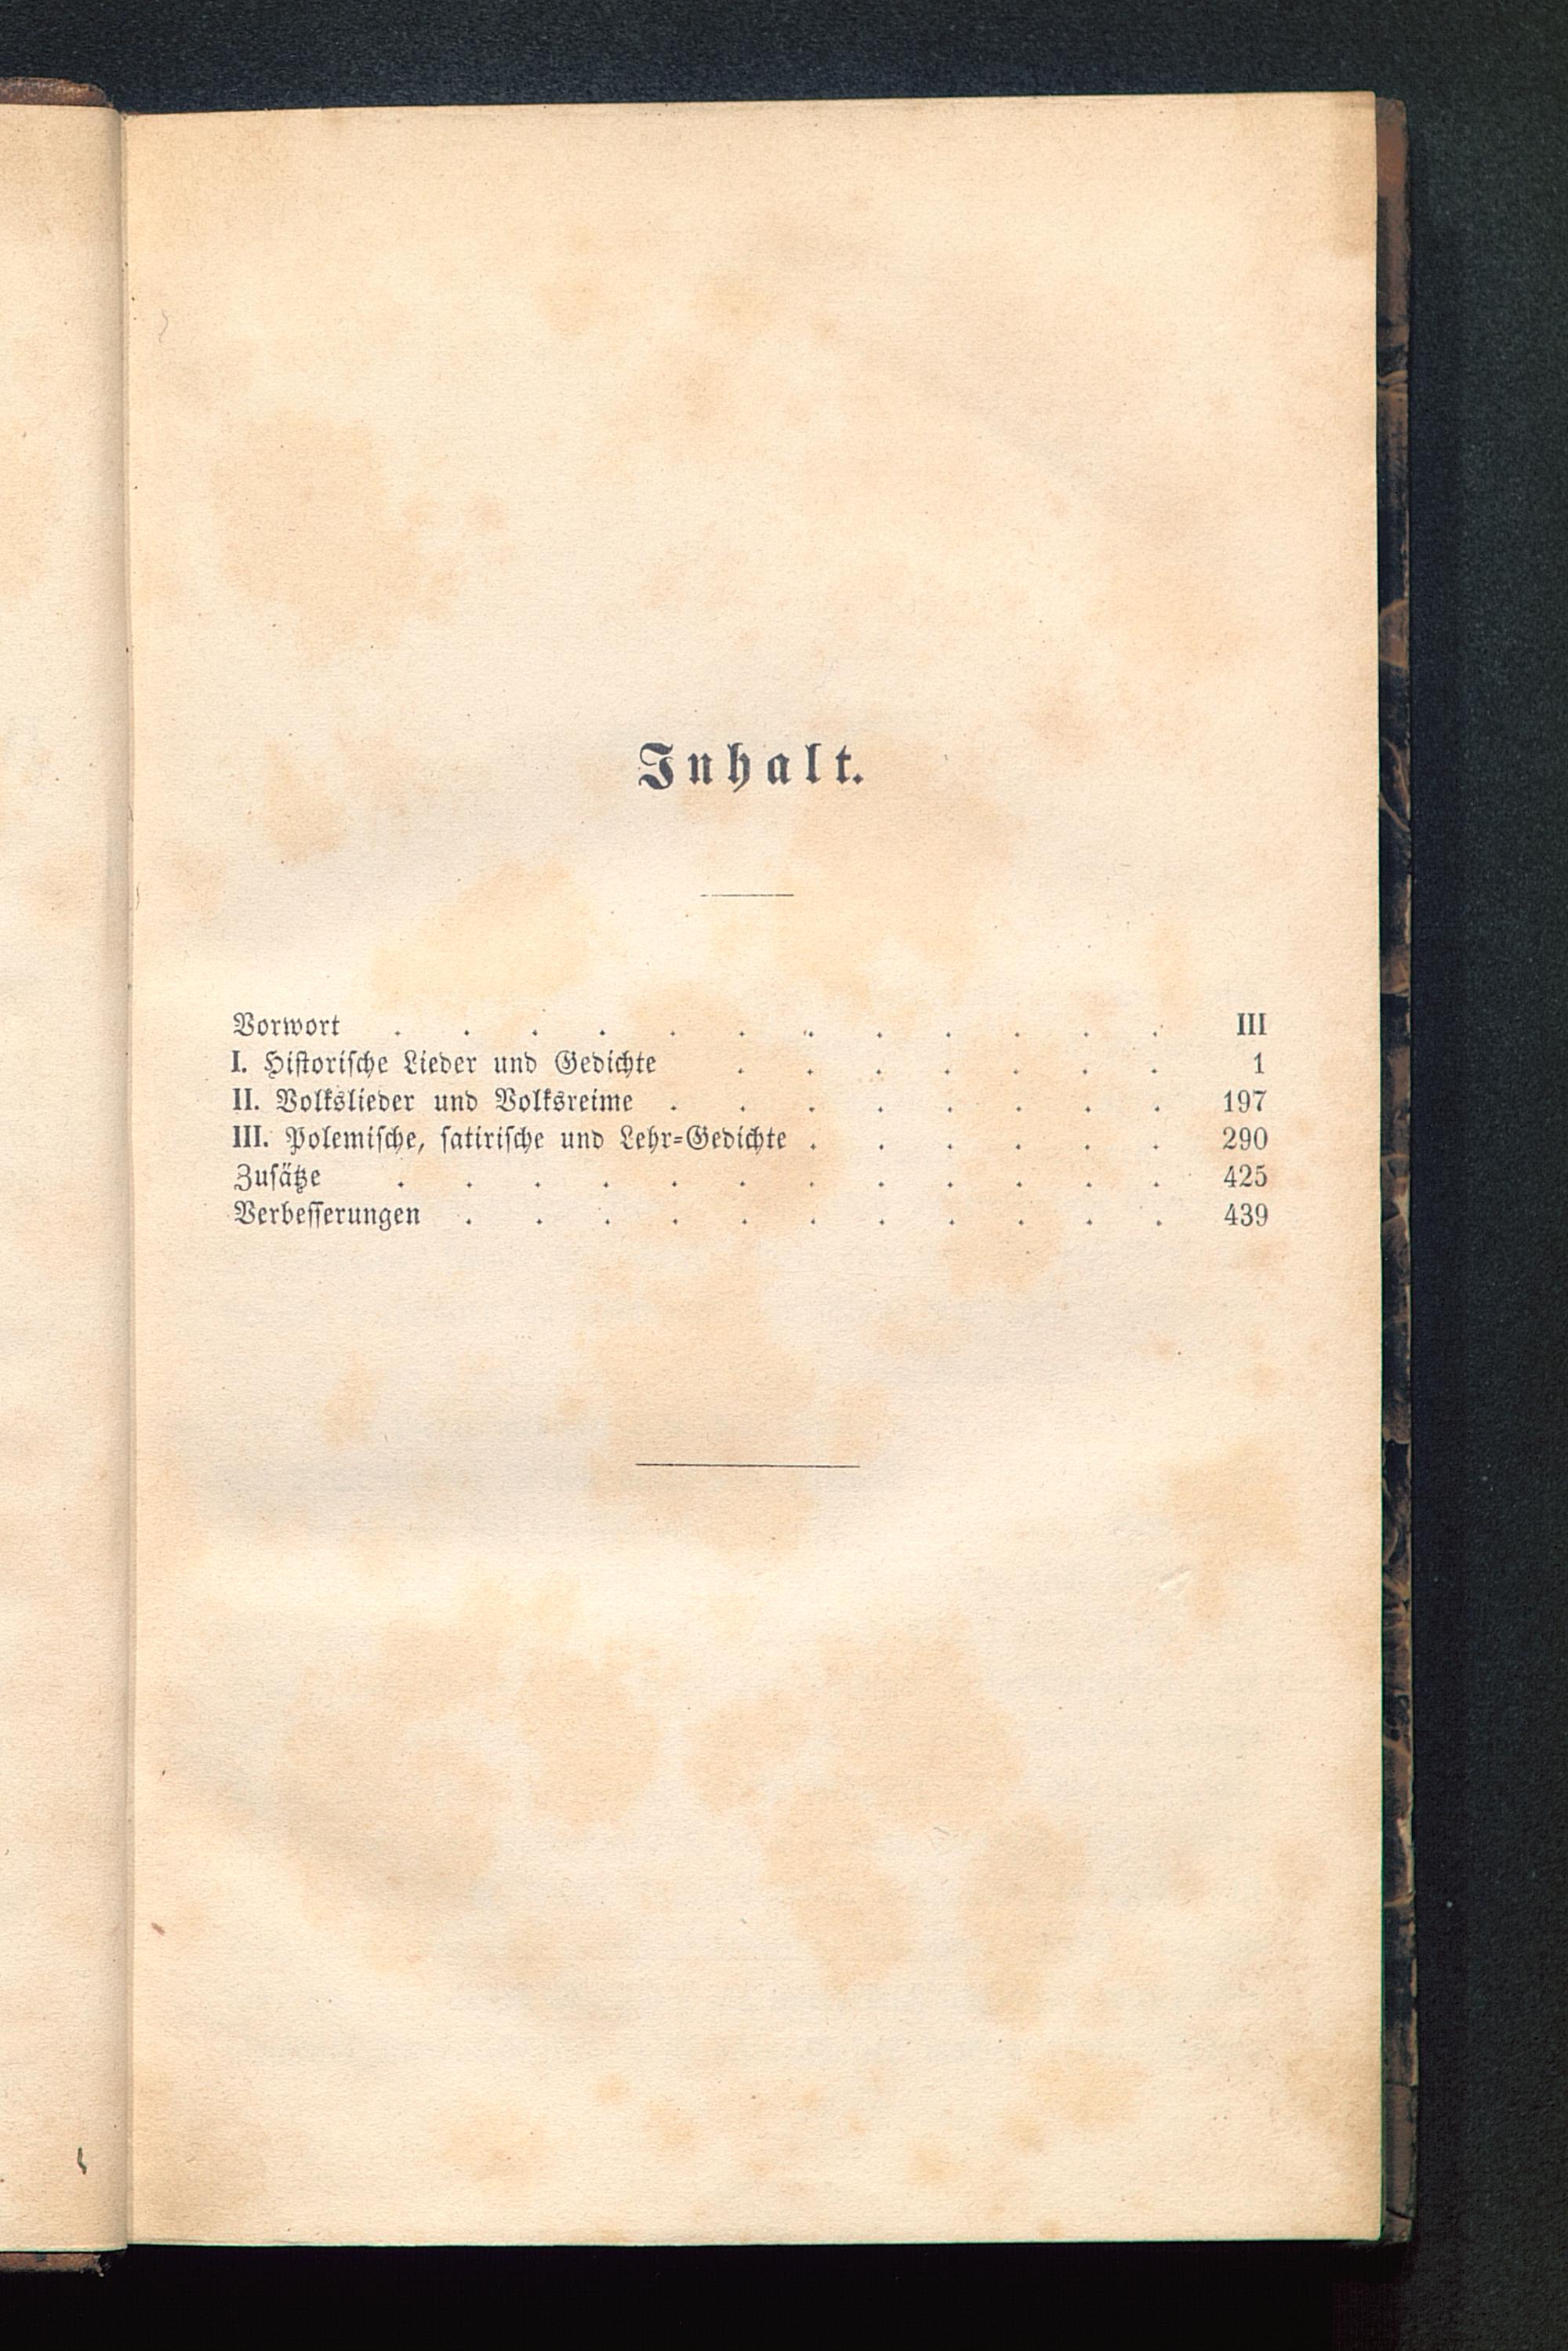 Inhalt.
Vorwort . . . . . . . . . . . . III
I. Historische Lieder und Gedichte . . . . . . . 1
II. Volkslieder und Volksreime . . . . . . . . 197
III. Polemische, satirische und Lehr-Gedichte . . . . . . 290
Zusätze . . . . . . . . . . . . 425
Verbesserungen . . . . . . . . . . . 439